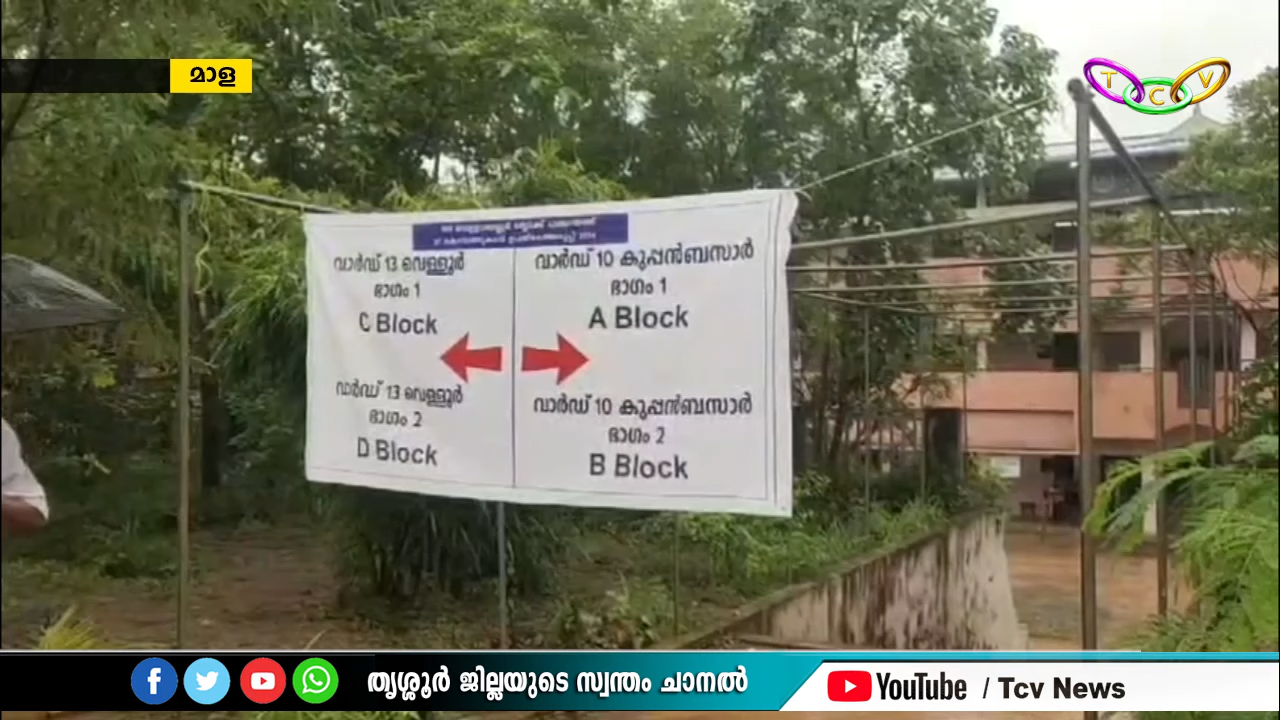 മാള
TCV
വാർഡ് 13 വെള്ളൂർ
ഭാഗം 1
C Block
വാർഡ് 13 വെള്ളൂർ
ഭാഗം 2
D Block
വാർഡ് 10 കുപ്പൻബസാർ
ഭാഗം 1
A Block
വാർഡ് 10 കുപ്പൻബസാർ
ഭാഗം 2
B Block
തൃശ്ശൂർ ജില്ലയുടെ സ്വന്തം ചാനൽ
YouTube / Tcv News